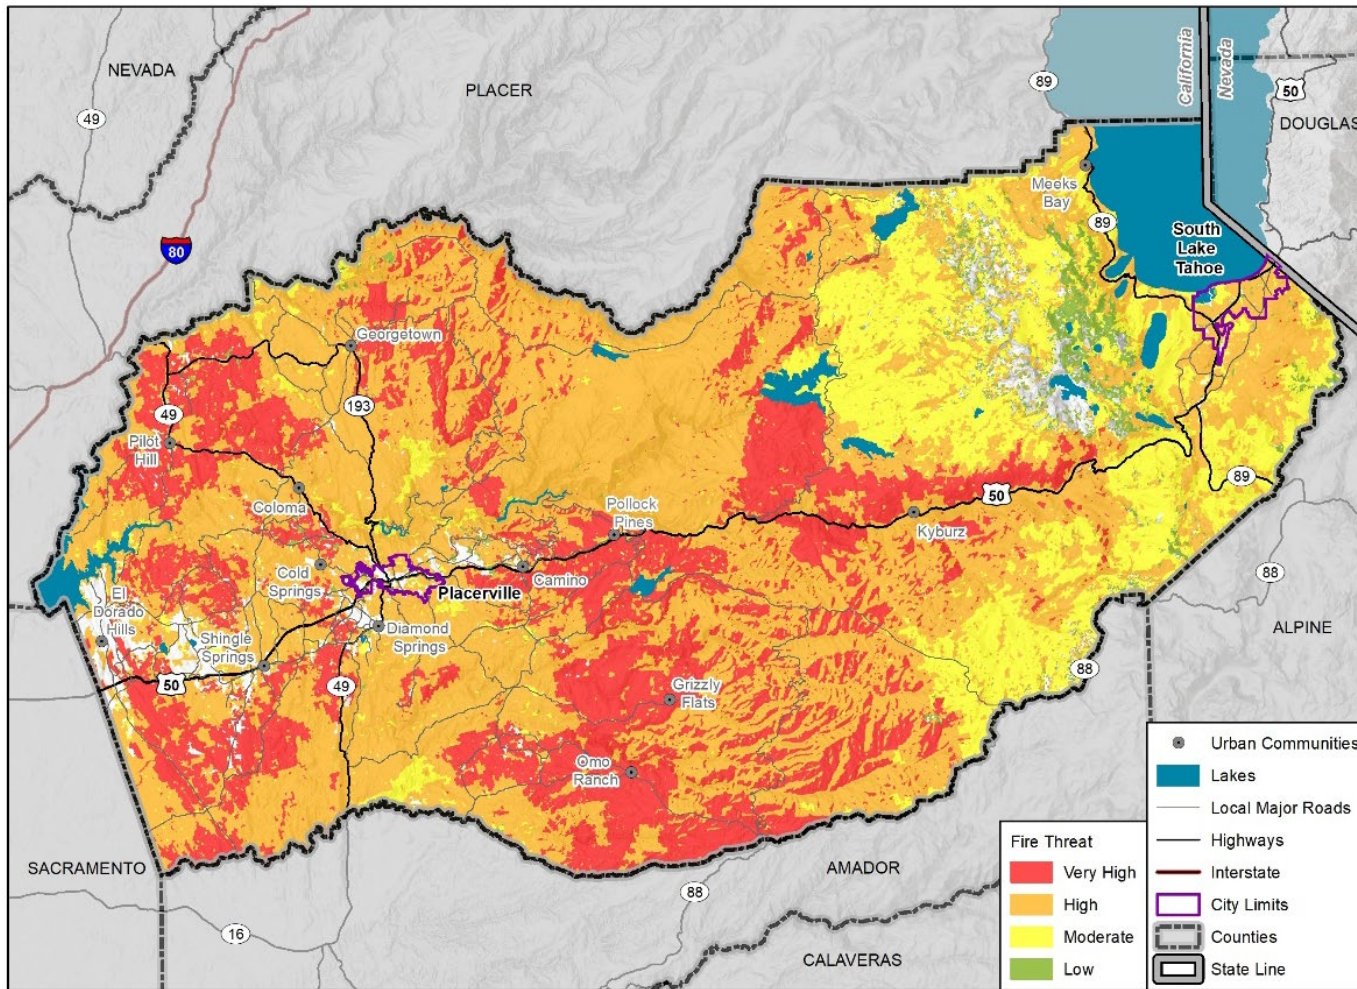 NEVADA
49
PLACER
89
California
Nevada
50
DOUGLAS
80
Meeks
Bay
89
South
Lake
Tahoe
Georgetown
49
193
Pilot
Hill
Coloma
Pollock
Pines
50
Kyburz
89
Cold
Springs
Camino
Placerville
88
El
Dorado
Hills
Shingle
Springs
Diamond
Springs
ALPINE
50
49
88
Grizzly
Flats
Omo
Ranch
SACRAMENTO
AMADOR
88
16
CALAVERAS
Fire Threat
Very High
High
Moderate
Low
Urban Communities
Lakes
Local Major Roads
Highways
Interstate
City Limits
Counties
State Line